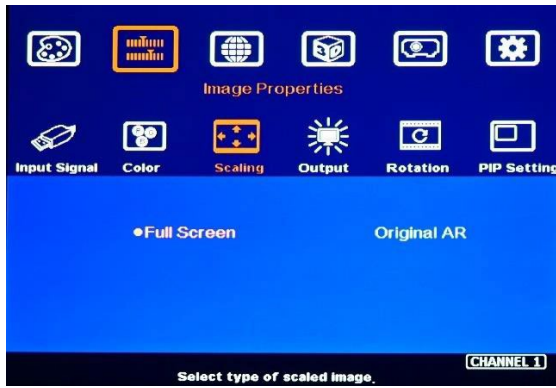 3D
Image Properties
Input Signal Color Scaling Output Rotation PIP Setting
●Full Screen Original AR
CHANNEL 1
Select type of scaled image.